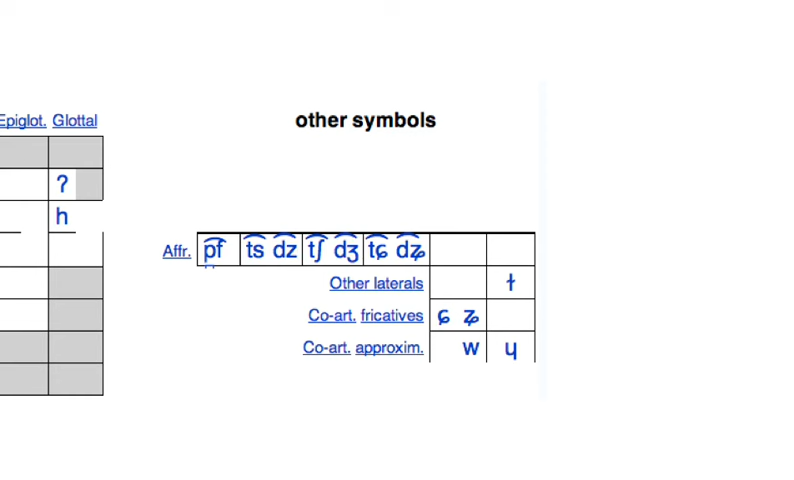 other symbols
Epiglot. Glottal
ʔ
h
Affr. p͡f t͡s d͡z t͡ʃ d͡ʒ t͡ɕ d͡ʑ
Other laterals ɫ
Co-art. fricatives ɕ ʑ
Co-art. approxim. w ɥ